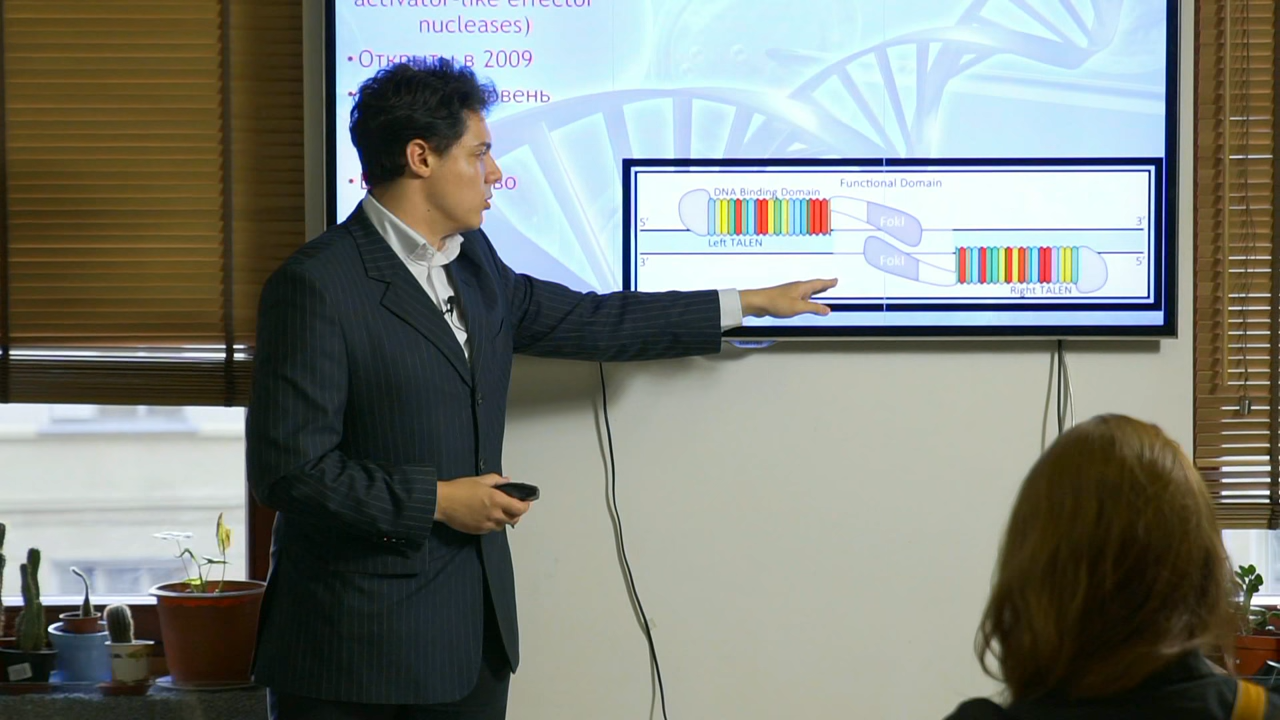 activator-like effector
nucleases)
• Открыты в 2009
DNA Binding Domain
Functional Domain
5'
3'
FokI
Left TALEN
3'
FokI
5'
Right TALEN